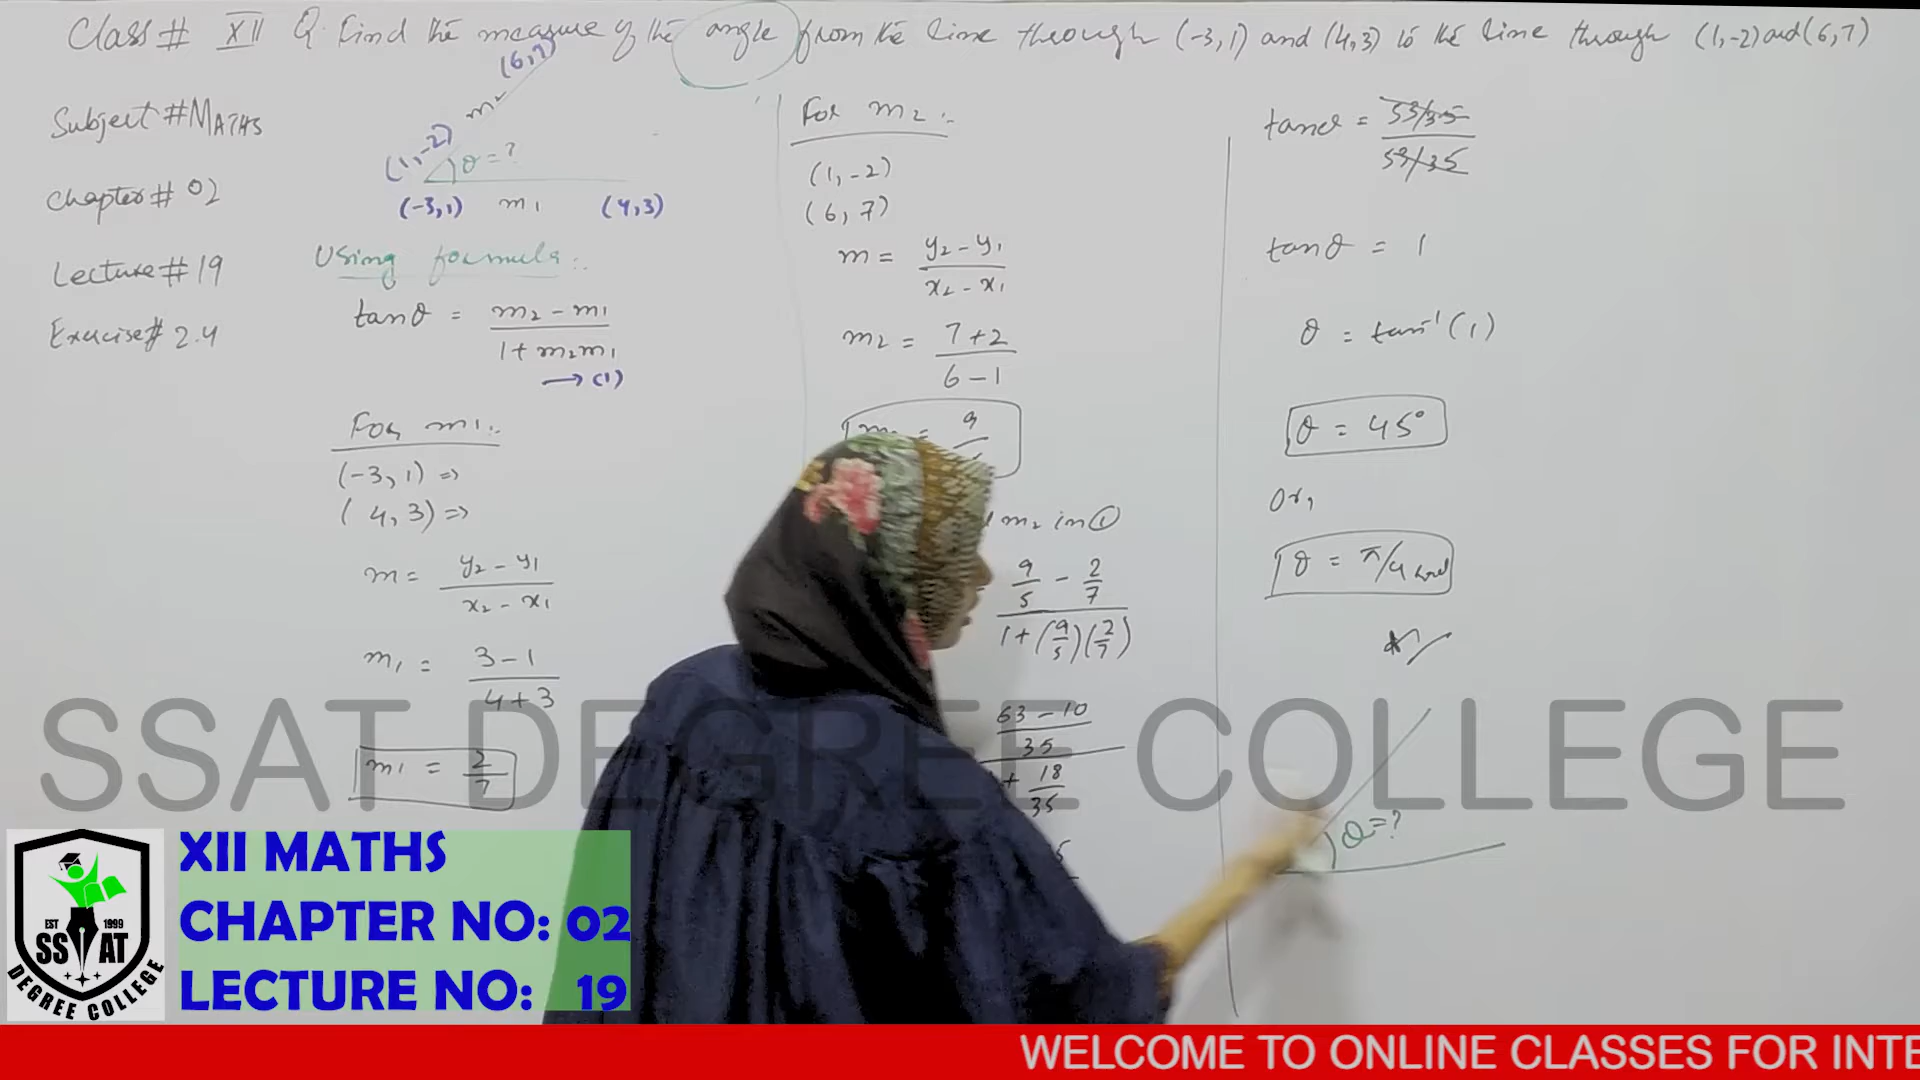 Class # XII Q. Find the measure of the angle from the line through (-3,1) and (4,3) to the line through (1,-2) and (6,7)
Subject # MATHS
Chapter # 02
Lecture # 19
Exercise # 2.4
(6,7)
m2
(1,-2)
θ = ?
(-3,1) m1 (4,3)
Using formula:-
tanθ = m2 - m1 / 1 + m2m1
→ (1)
For m1:-
(-3,1) =>
(4,3) =>
m = y2 - y1 / x2 - x1
m1 = 3-1 / 4+3
m1 = 2/7
For m2:-
(1,-2)
(6,7)
m = y2 - y1 / x2 - x1
m2 = 7+2 / 6-1
= 9
m2 in ①
9/5 - 2/7
1 + (9/5)(2/7)
63 - 10 / 35
+ 18/35
tanθ = 53/35 / 53/35
tanθ = 1
θ = tan⁻¹(1)
θ = 45°
or,
θ = π/4 rad
θ = ?
SSAT DEGREE COLLEGE
EST 1999
SSAT
DEGREE COLLEGE
XII MATHS
CHAPTER NO: 02
LECTURE NO: 19
WELCOME TO ONLINE CLASSES FOR INTE